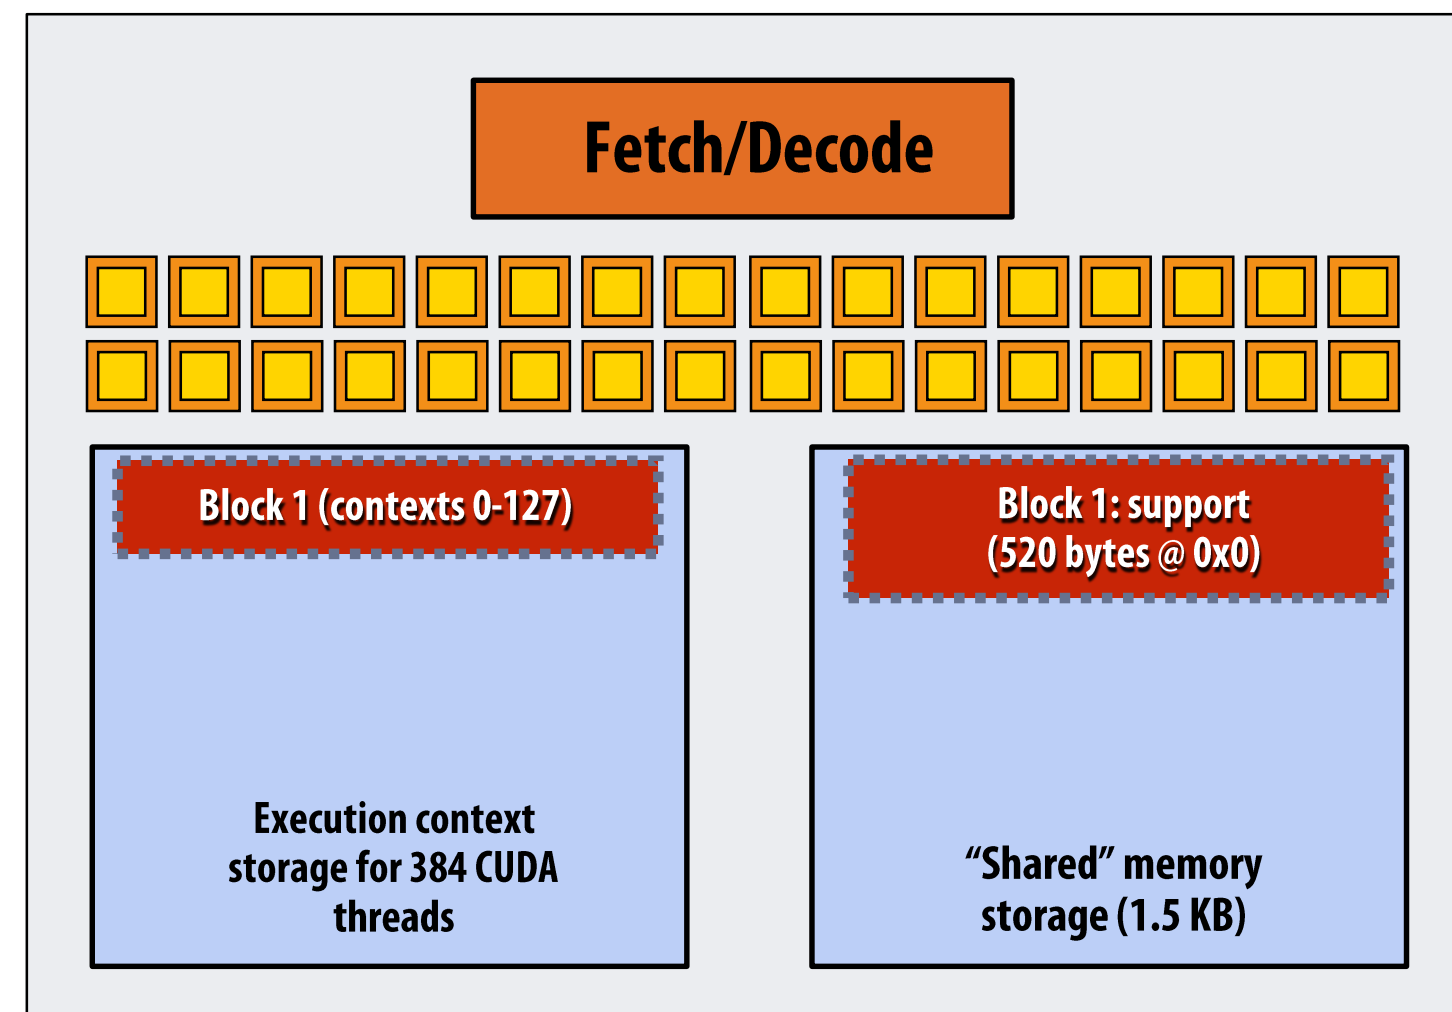 Fetch/Decode
Block 1 (contexts 0-127)
Execution context
storage for 384 CUDA
threads
Block 1: support
(520 bytes @ 0x0)
“Shared” memory
storage (1.5 KB)